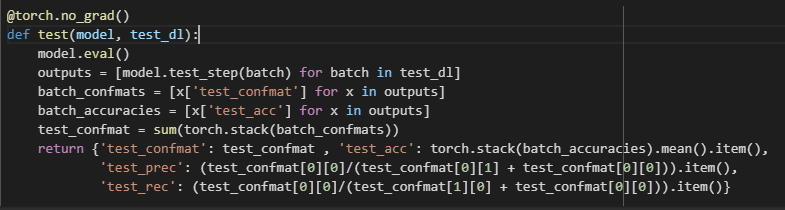 @torch.no_grad()
def test(model, test_dl):
    model.eval()
    outputs = [model.test_step(batch) for batch in test_dl]
    batch_confmats = [x['test_confmat'] for x in outputs]
    batch_accuracies = [x['test_acc'] for x in outputs]
    test_confmat = sum(torch.stack(batch_confmats))
    return {'test_confmat': test_confmat , 'test_acc': torch.stack(batch_accuracies).mean().item(),
            'test_prec': (test_confmat[0][0]/(test_confmat[0][1] + test_confmat[0][0])).item(),
            'test_rec': (test_confmat[0][0]/(test_confmat[1][0] + test_confmat[0][0])).item()}